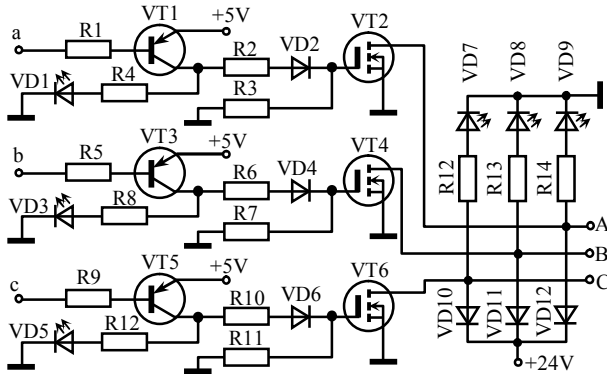 a
R1
VT1
+5V
R2
VD2
VT2
VD1
R4
R3
b
R5
VT3
+5V
R6
VD4
VT4
VD3
R8
R7
c
R9
VT5
+5V
R10
VD6
VT6
VD5
R12
R11
VD7
VD8
VD9
R12
R13
R14
A
B
C
VD10
VD11
VD12
+24V